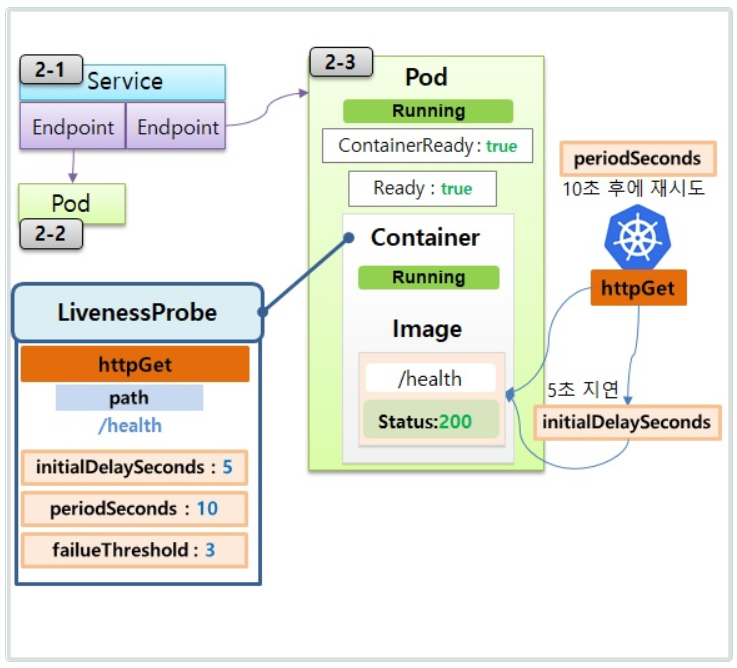 2-1
Service
Endpoint
Endpoint
Pod
2-2
2-3
Pod
Running
ContainerReady : true
Ready : true
Container
Running
Image
/health
Status:200
periodSeconds
10초 후에 재시도
httpGet
5초 지연
initialDelaySeconds
LivenessProbe
httpGet
path
/health
initialDelaySeconds : 5
periodSeconds : 10
failueThreshold : 3